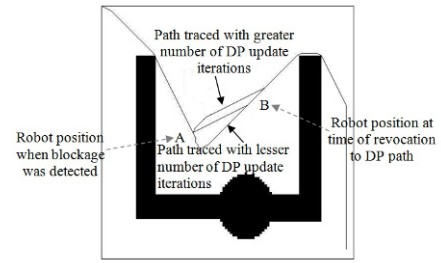 Path traced with greater
number of DP update
iterations
B
A
Robot position
when blockage
was detected
Path traced with lesser
number of DP update
iterations
Robot position at
time of revocation
to DP path